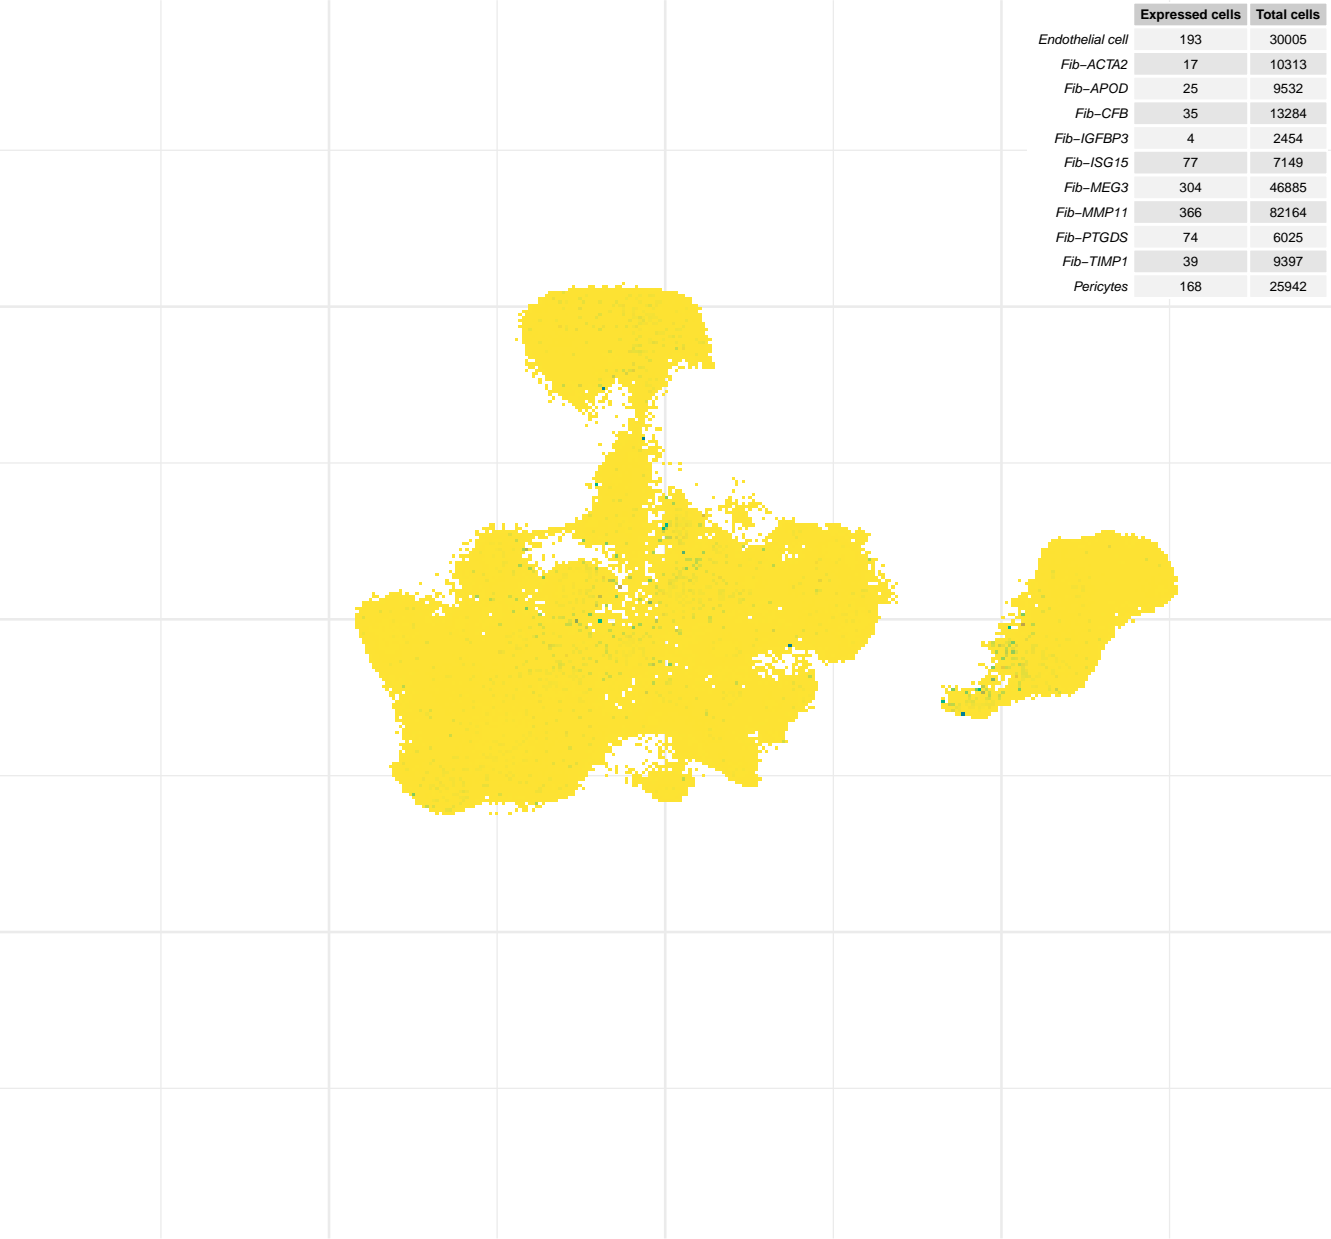 Expressed cells Total cells
Endothelial cell 193 30005
Fib−ACTA2 17 10313
Fib−APOD 25 9532
Fib−CFB 35 13284
Fib−IGFBP3 4 2454
Fib−ISG15 77 7149
Fib−MEG3 304 46885
Fib−MMP11 366 82164
Fib−PTGDS 74 6025
Fib−TIMP1 39 9397
Pericytes 168 25942